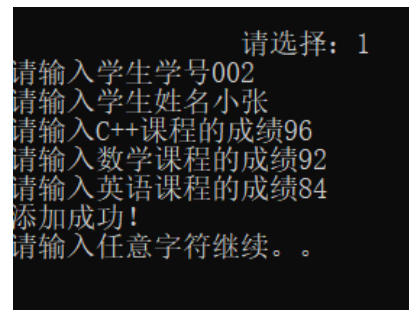 请选择：1
请输入学生学号002
请输入学生姓名小张
请输入C++课程的成绩96
请输入数学课程的成绩92
请输入英语课程的成绩84
添加成功！
请输入任意字符继续。。